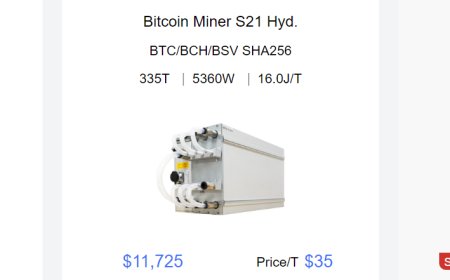 Bitcoin Miner S21 Hyd.
BTC/BCH/BSV SHA256
335T | 5360W | 16.0J/T
$11,725 Price/T $35
S